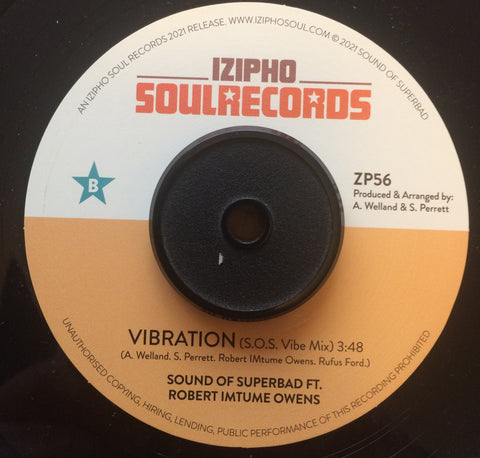 AN IZIPHO SOUL RECORDS 2021 RELEASE. WWW.IZIPHOSOUL.COM © 2021 SOUND OF SUPERBAD
IZIPHO
SOULRECORDS
B
ZP56
Produced & Arranged by:
A. Welland & S. Perrett
VIBRATION (S.O.S. Vibe Mix) 3:48
(A. Welland. S. Perrett. Robert IMtume Owens. Rufus Ford.)
SOUND OF SUPERBAD FT.
ROBERT IMTUME OWENS
UNAUTHORISED COPYING, HIRING, LENDING, PUBLIC PERFORMANCE OF THIS RECORDING PROHIBITED